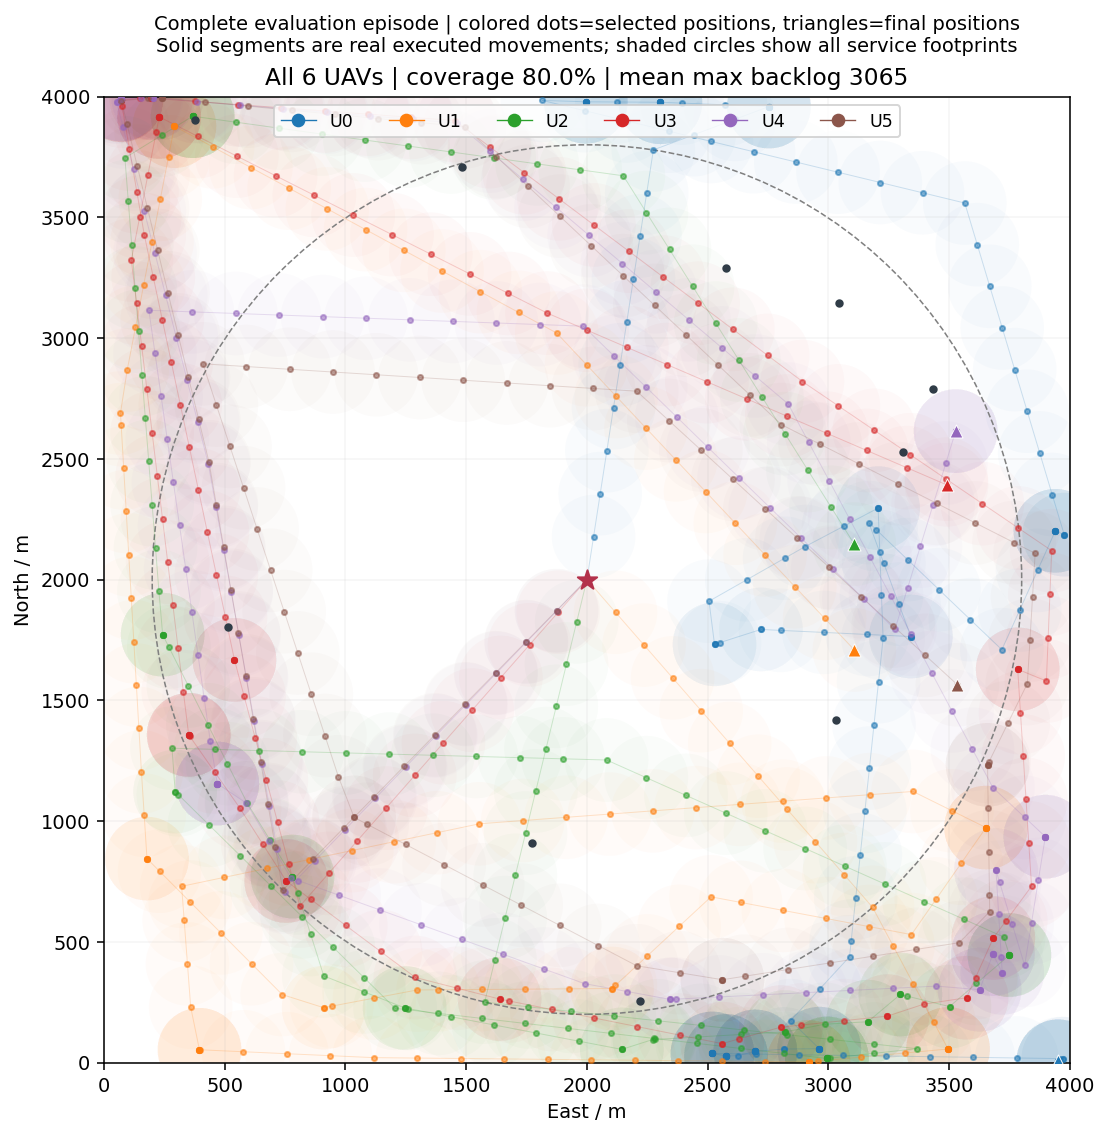 Complete evaluation episode | colored dots=selected positions, triangles=final positions
Solid segments are real executed movements; shaded circles show all service footprints
All 6 UAVs | coverage 80.0% | mean max backlog 3065
U0 U1 U2 U3 U4 U5
4000
3500
3000
2500
2000
1500
1000
500
0
North / m
0 500 1000 1500 2000 2500 3000 3500 4000
East / m